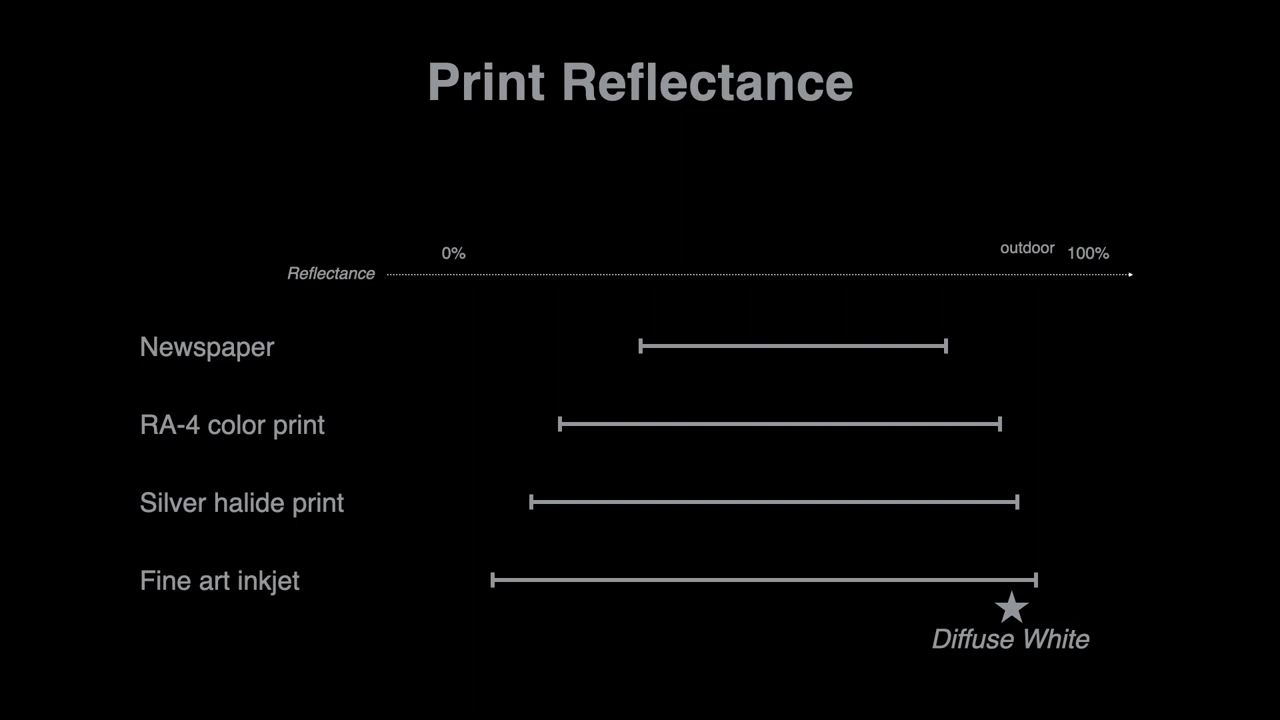 Print Reflectance
0%
outdoor
100%
Reflectance
Newspaper
RA-4 color print
Silver halide print
Fine art inkjet
Diffuse White